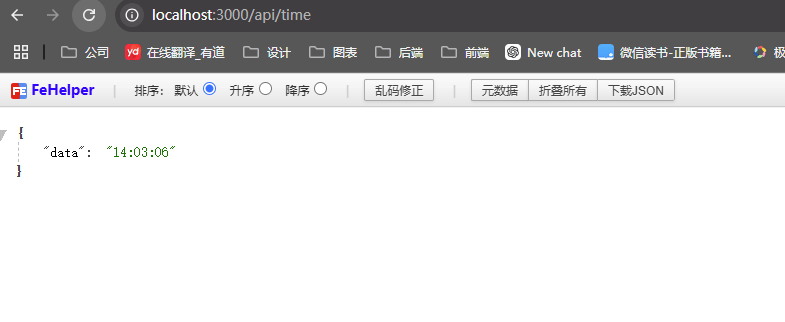 localhost:3000/api/time
公司 yd 在线翻译_有道 设计 图表 后端 前端 New chat 微信读书-正版书籍... 极
FE FeHelper | 排序: 默认 升序 降序 | 乱码修正 | 元数据 折叠所有 下载JSON
{
"data": "14:03:06"
}